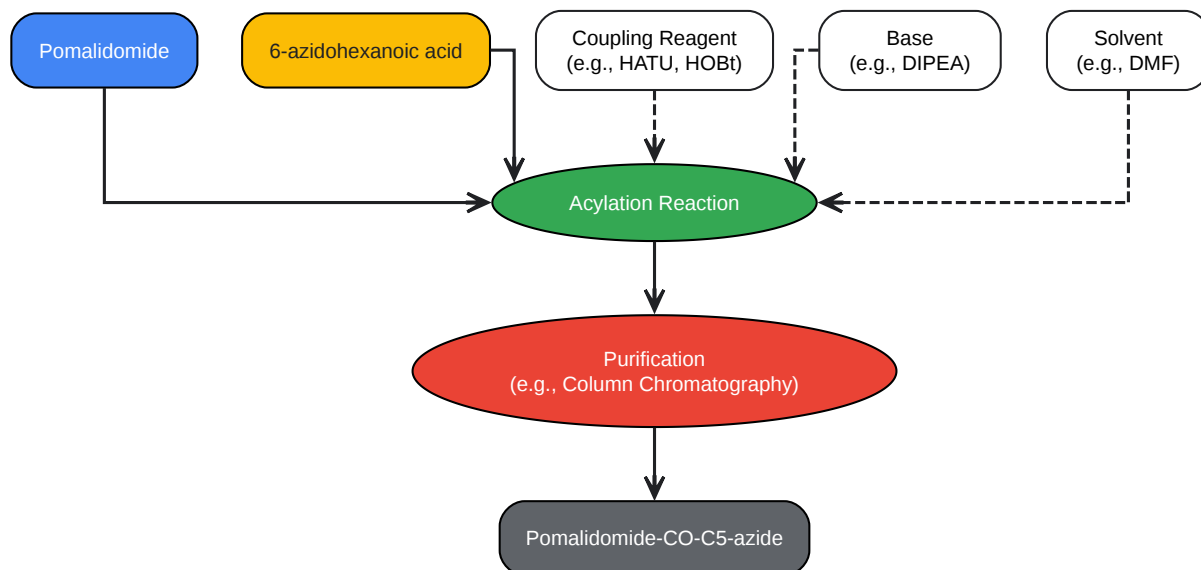 Pomalidomide
6-azidohexanoic acid
Coupling Reagent
(e.g., HATU, HOBt)
Base
(e.g., DIPEA)
Solvent
(e.g., DMF)
Acylation Reaction
Purification
(e.g., Column Chromatography)
Pomalidomide-CO-C5-azide